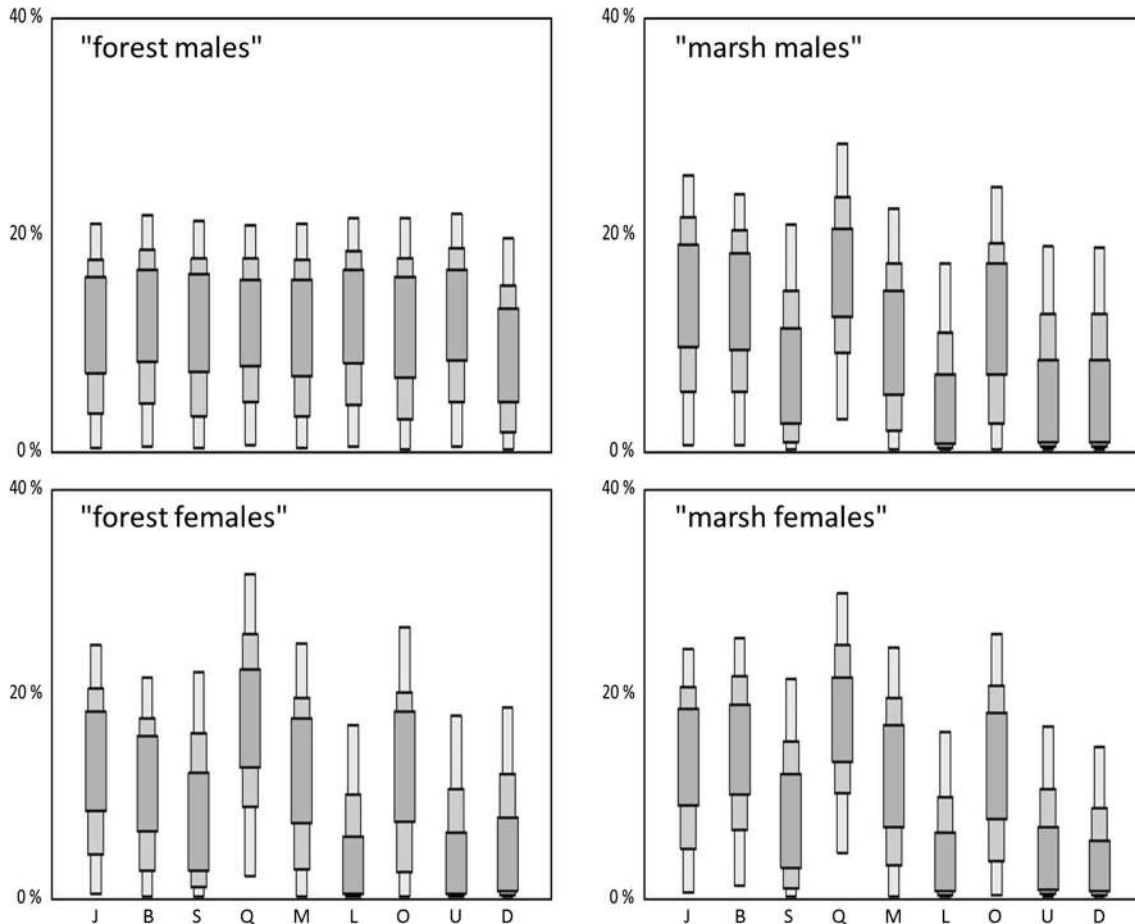 40 %
"forest males"
20 %
0 %
40 %
"marsh males"
20 %
0 %
40 %
"forest females"
20 %
0 %
J B S Q M L O U D
40 %
"marsh females"
20 %
0 %
J B S Q M L O U D